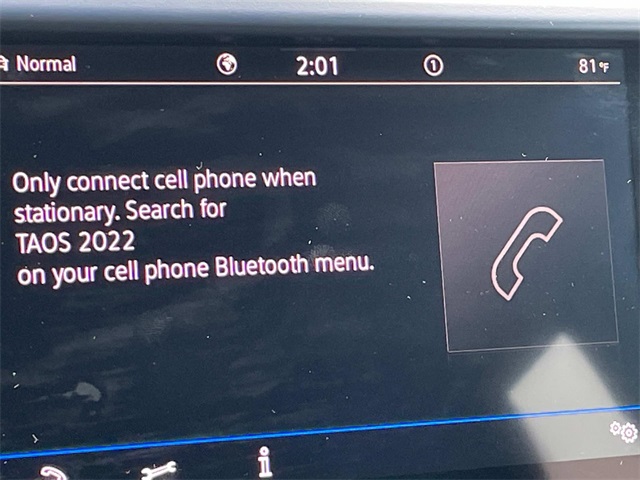 Normal 2:01 1 81°F
Only connect cell phone when
stationary. Search for
TAOS 2022
on your cell phone Bluetooth menu.
i